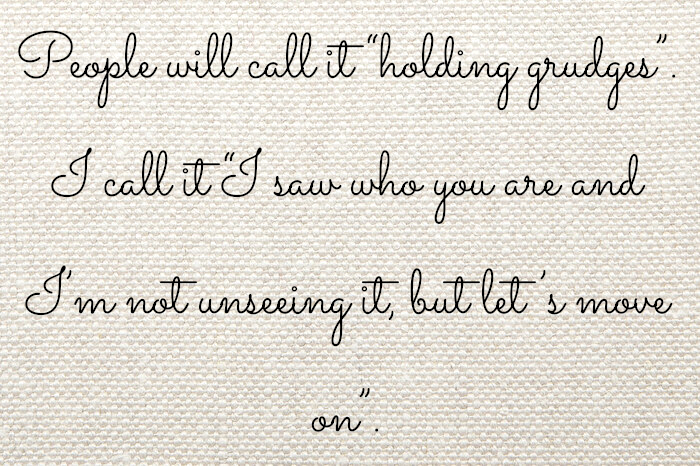 People will call it “holding grudges”.
I call it “I saw who you are and
I’m not unseeing it, but let ’s move
on”.